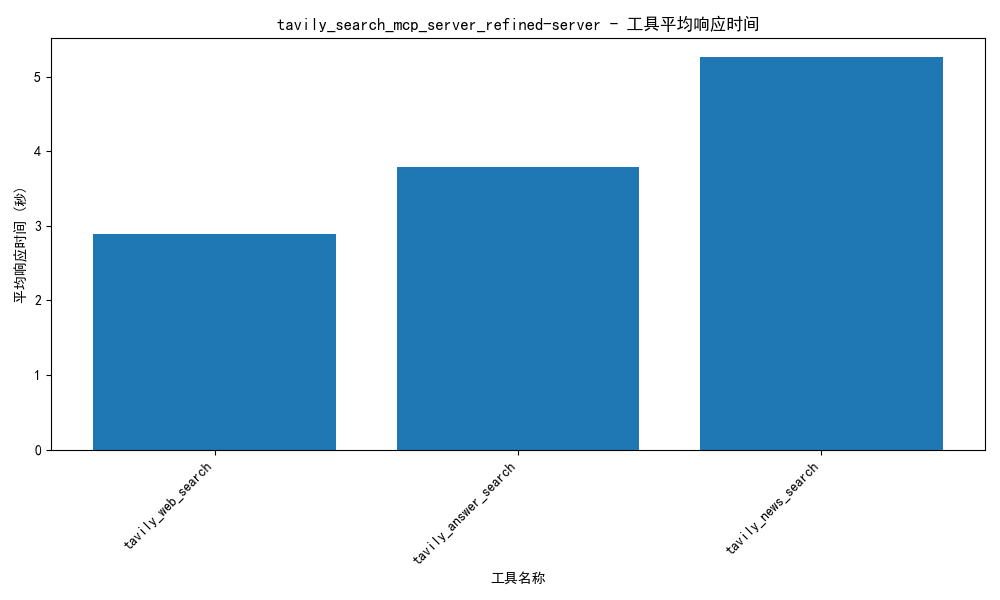 tavily_search_mcp_server_refined-server - 工具平均响应时间
平均响应时间（秒）
5
4
3
2
1
0
tavily_web_search
tavily_answer_search
tavily_news_search
工具名称